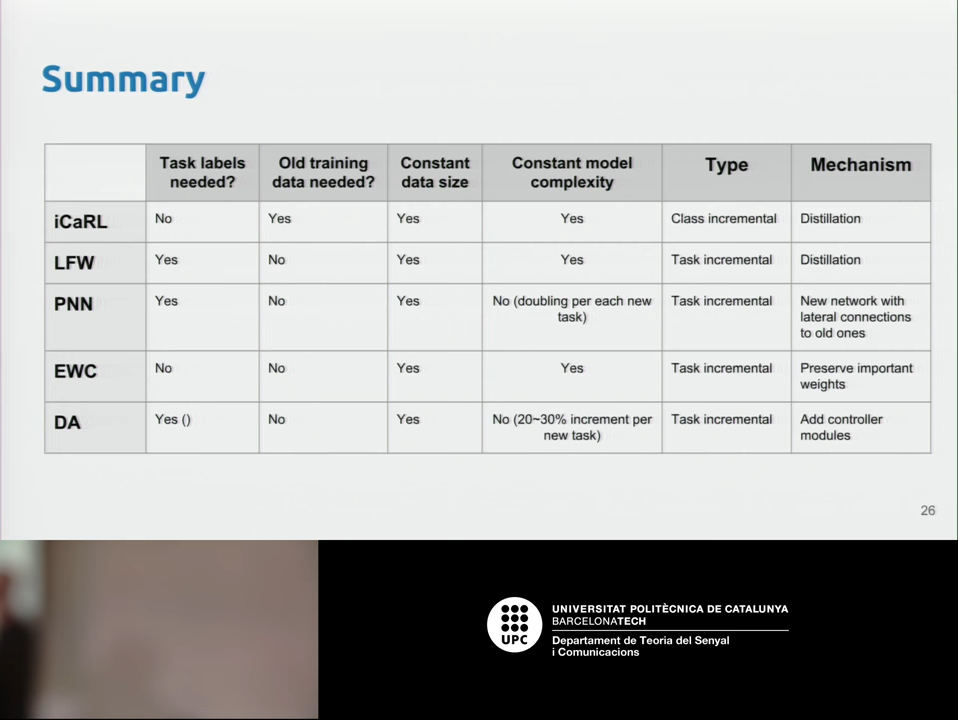 Summary
Task labels needed?
Old training data needed?
Constant data size
Constant model complexity
Type
Mechanism
iCaRL
No
Yes
Yes
Yes
Class incremental
Distillation
LFW
Yes
No
Yes
Yes
Task incremental
Distillation
PNN
Yes
No
Yes
No (doubling per each new task)
Task incremental
New network with lateral connections to old ones
EWC
No
No
Yes
Yes
Task incremental
Preserve important weights
DA
Yes ()
No
Yes
No (20~30% increment per new task)
Task incremental
Add controller modules
26
UPC
UNIVERSITAT POLITÈCNICA DE CATALUNYA
BARCELONATECH
Departament de Teoria del Senyal
i Comunicacions